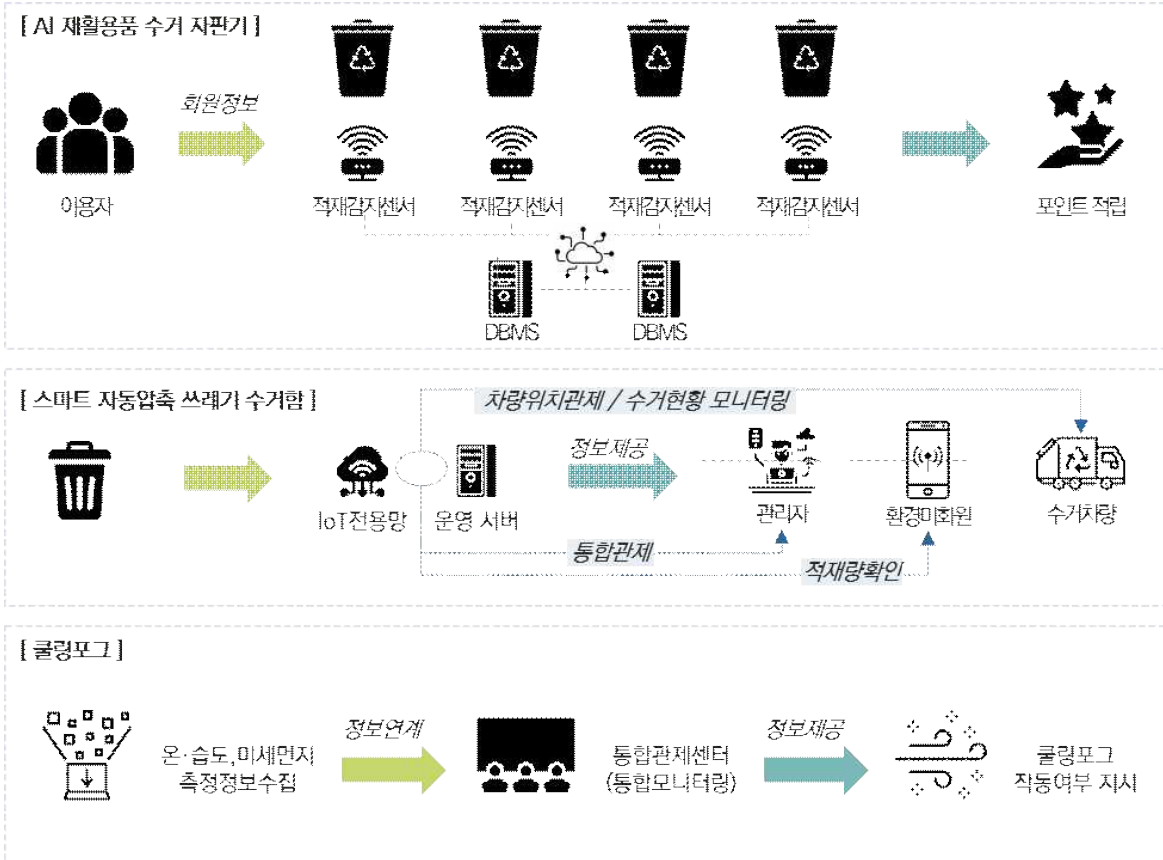 [ AI 재활용품 수거 자판기 ]
회원정보
이용자
적재감지센서
적재감지센서
적재감지센서
적재감지센서
포인트 적립
DBMS
DBMS
[ 스마트 자동압축 쓰레기 수거함 ]
차량위치관제 / 수거현황 모니터링
정보제공
IoT전용망
운영 서버
관리자
환경미화원
수거차량
통합관제
적재량확인
[ 쿨링포그 ]
온·습도,미세먼지
측정정보수집
정보연계
통합관제센터
(통합모니터링)
정보제공
쿨링포그
작동여부 지시